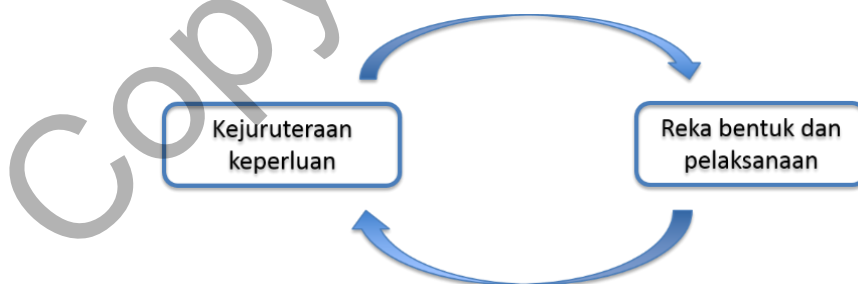 Copy
Kejuruteraan
keperluan
Reka bentuk dan
pelaksanaan